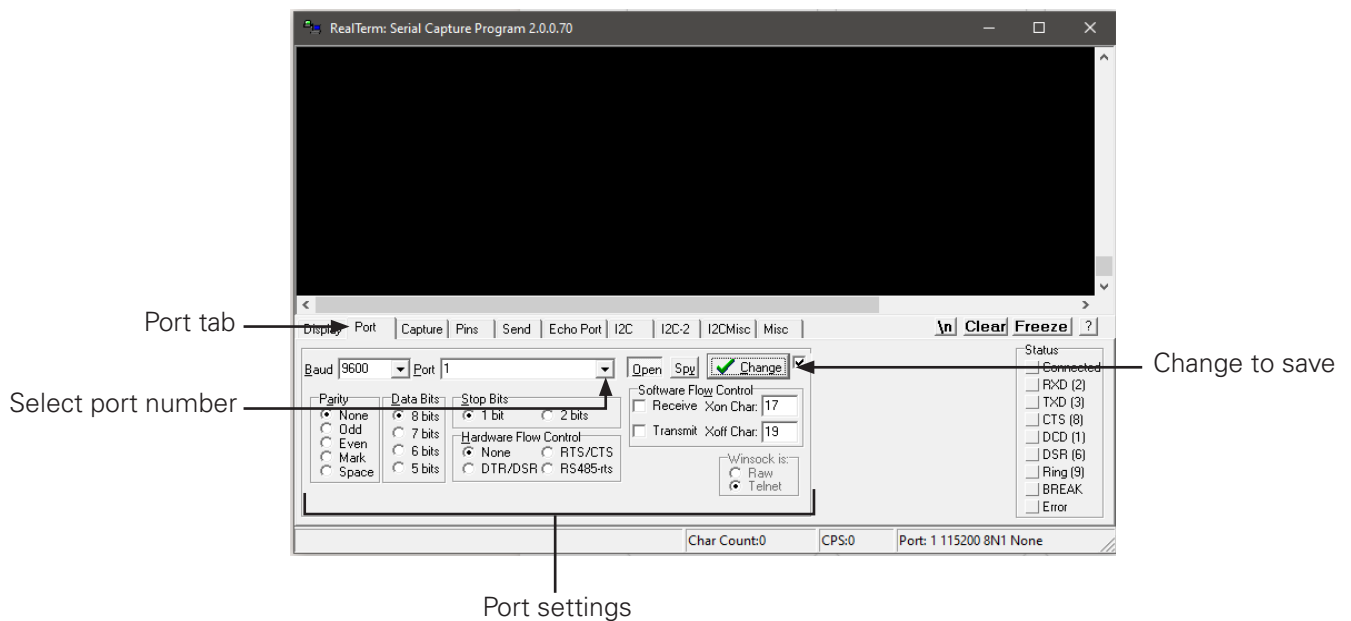 RealTerm: Serial Capture Program 2.0.0.70
Port tab
Display Port Capture Pins Send Echo Port I2C I2C-2 I2CMisc Misc \n Clear Freeze ?
Status
Baud 9600 Port 1 Open Spy Change Connected
Change to save
Select port number
Parity Data Bits Stop Bits Software Flow Control RXD (2)
None 8 bits 1 bit 2 bits Receive Xon Char: 17 TXD (3)
Odd 7 bits Hardware Flow Control Transmit Xoff Char: 19 CTS (8)
Even 6 bits None RTS/CTS DCD (1)
Mark 5 bits DTR/DSR RS485-rts Winsock is: DSR (6)
Space Raw Ring (9)
Telnet BREAK
Error
Char Count:0 CPS:0 Port: 1 115200 8N1 None
Port settings